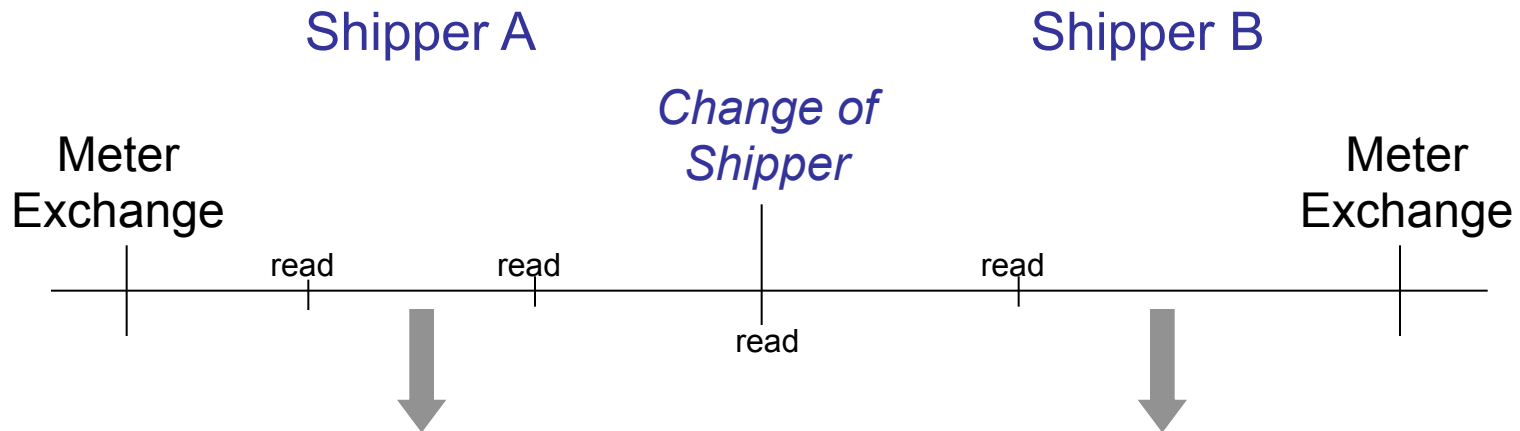 Shipper A
Shipper B
Change of
Shipper
Meter
Exchange
Meter
Exchange
read
read
read
read